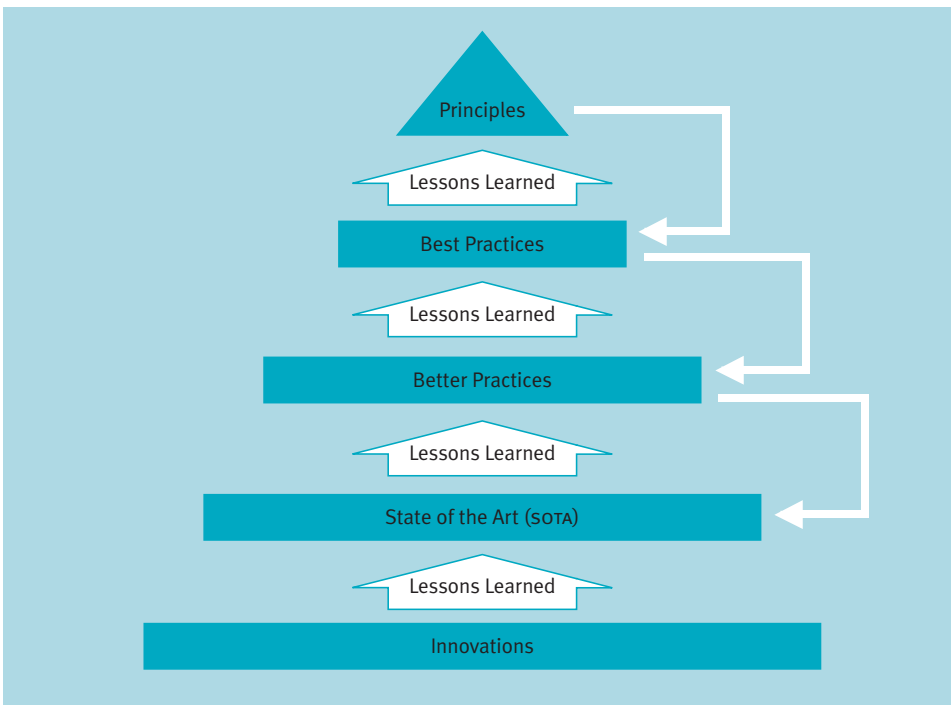 Principles
Lessons Learned
Best Practices
Lessons Learned
Better Practices
Lessons Learned
State of the Art (SOTA)
Lessons Learned
Innovations